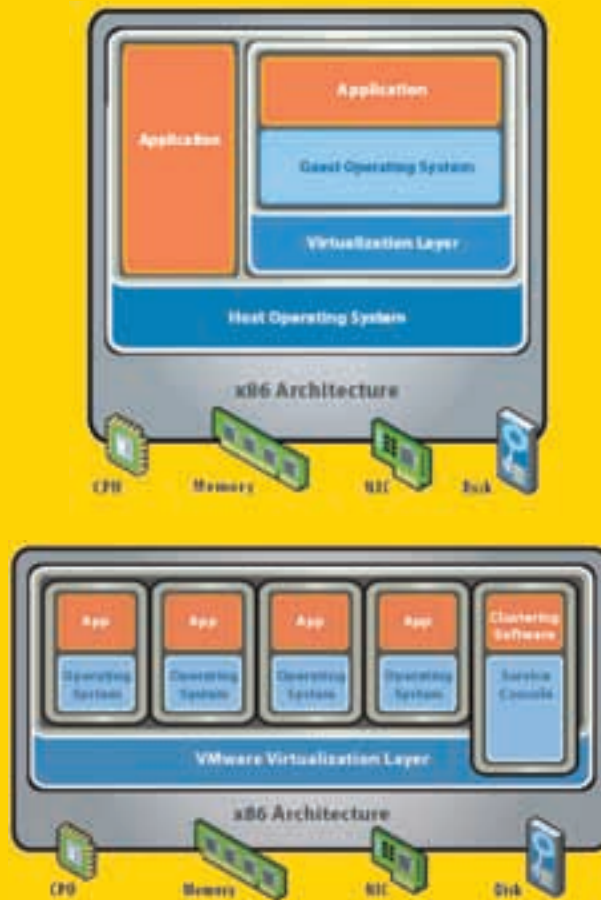 Application
Application
Guest Operating System
Virtualization Layer
Host Operating System
x86 Architecture
CPU
Memory
NIC
Disk
App
App
App
App
Clustering
Software
Operating
System
Operating
System
Operating
System
Operating
System
Service
Console
VMware Virtualization Layer
x86 Architecture
CPU
Memory
NIC
Disk